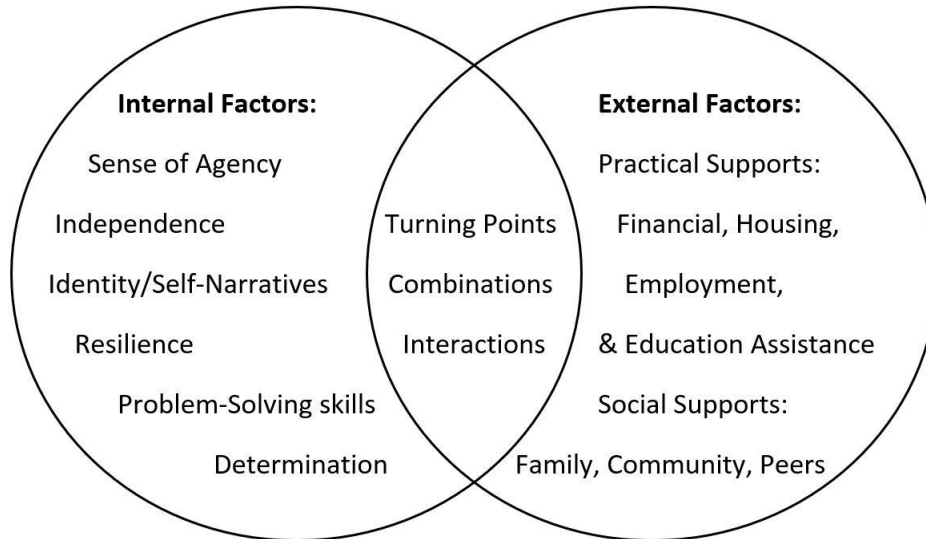 Internal Factors:
Sense of Agency
Independence
Identity/Self-Narratives
Resilience
Problem-Solving skills
Determination
Turning Points
Combinations
Interactions
External Factors:
Practical Supports:
Financial, Housing,
Employment,
& Education Assistance
Social Supports:
Family, Community, Peers